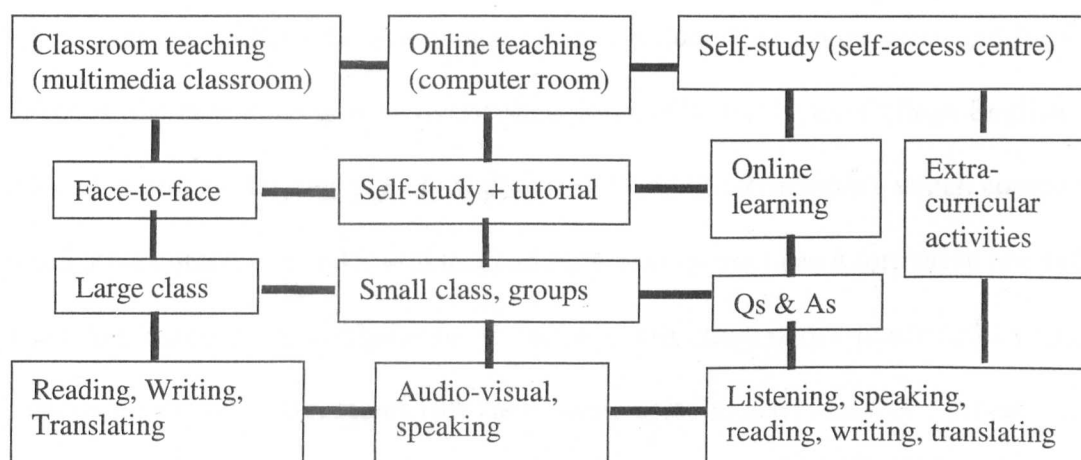 Classroom teaching
(multimedia classroom)
Online teaching
(computer room)
Self-study (self-access centre)
Face-to-face
Self-study + tutorial
Online
learning
Extra-
curricular
activities
Large class
Small class, groups
Qs & As
Reading, Writing,
Translating
Audio-visual,
speaking
Listening, speaking,
reading, writing, translating